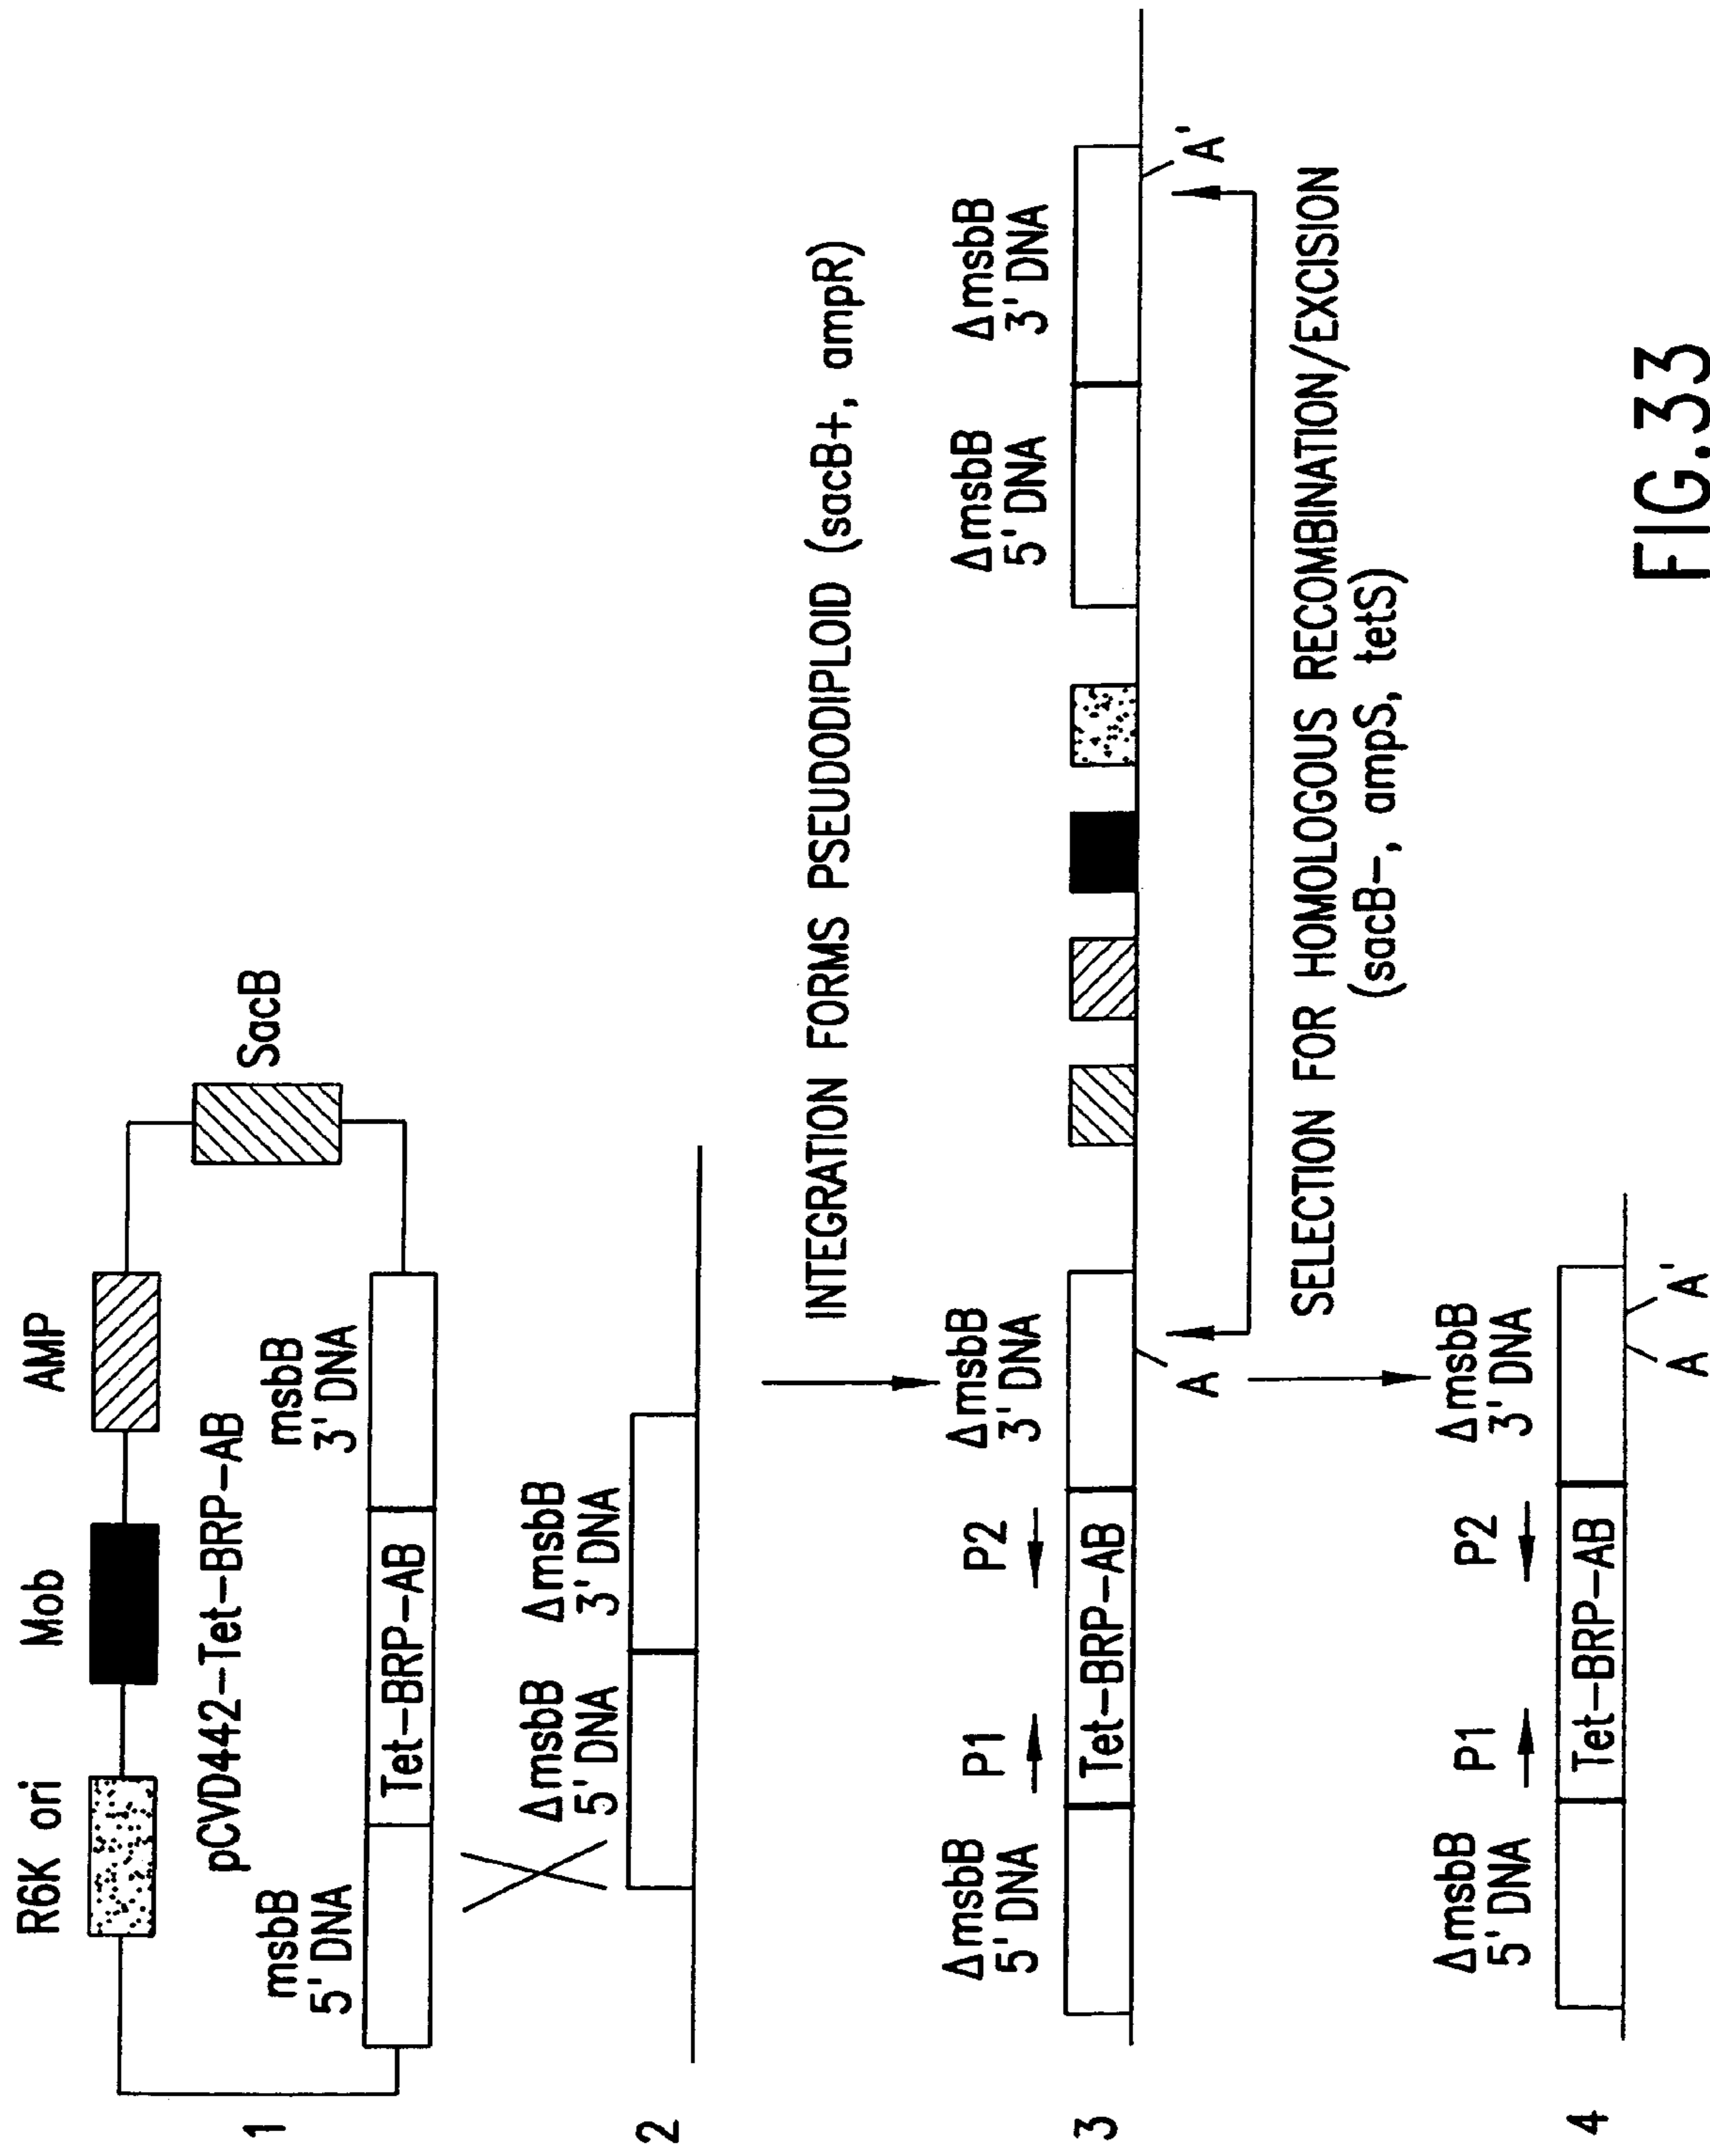 1
R6K ori
Mob
AMP
SacB
pCVD442-Tet-BRP-AB
msbB
5' DNA
msbB
3' DNA
Tet-BRP-AB
2
ΔmsbB
5' DNA
ΔmsbB
3' DNA
INTEGRATION FORMS PSEUDODIPLOID (sacB+, ampR)
3
ΔmsbB
5' DNA
P1
P2
ΔmsbB
3' DNA
ΔmsbB
5' DNA
ΔmsbB
3' DNA
Tet-BRP-AB
A
A'
SELECTION FOR HOMOLOGOUS RECOMBINATION/EXCISION
(sacB-, ampS, tetS)
4
ΔmsbB
5' DNA
P1
P2
ΔmsbB
3' DNA
Tet-BRP-AB
A
A'
FIG.33